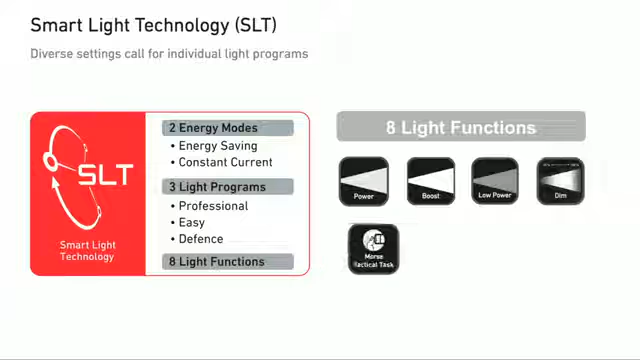 Smart Light Technology (SLT)
Diverse settings call for individual light programs
SLT
Smart Light
Technology
2 Energy Modes
• Energy Saving
• Constant Current
3 Light Programs
• Professional
• Easy
• Defence
8 Light Functions
8 Light Functions
Power
Boost
Low Power
Dim
Morse
Tactical Task